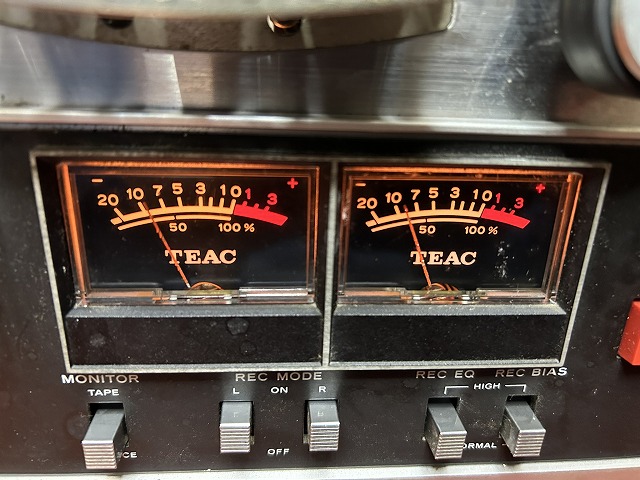 - 20 10 7 5 3 1 0 1 3 +
50 100 %
TEAC
- 20 10 7 5 3 1 0 1 3 +
50 100 %
TEAC
MONITOR REC MODE REC EQ REC BIAS
TAPE L ON R HIGH
OFF